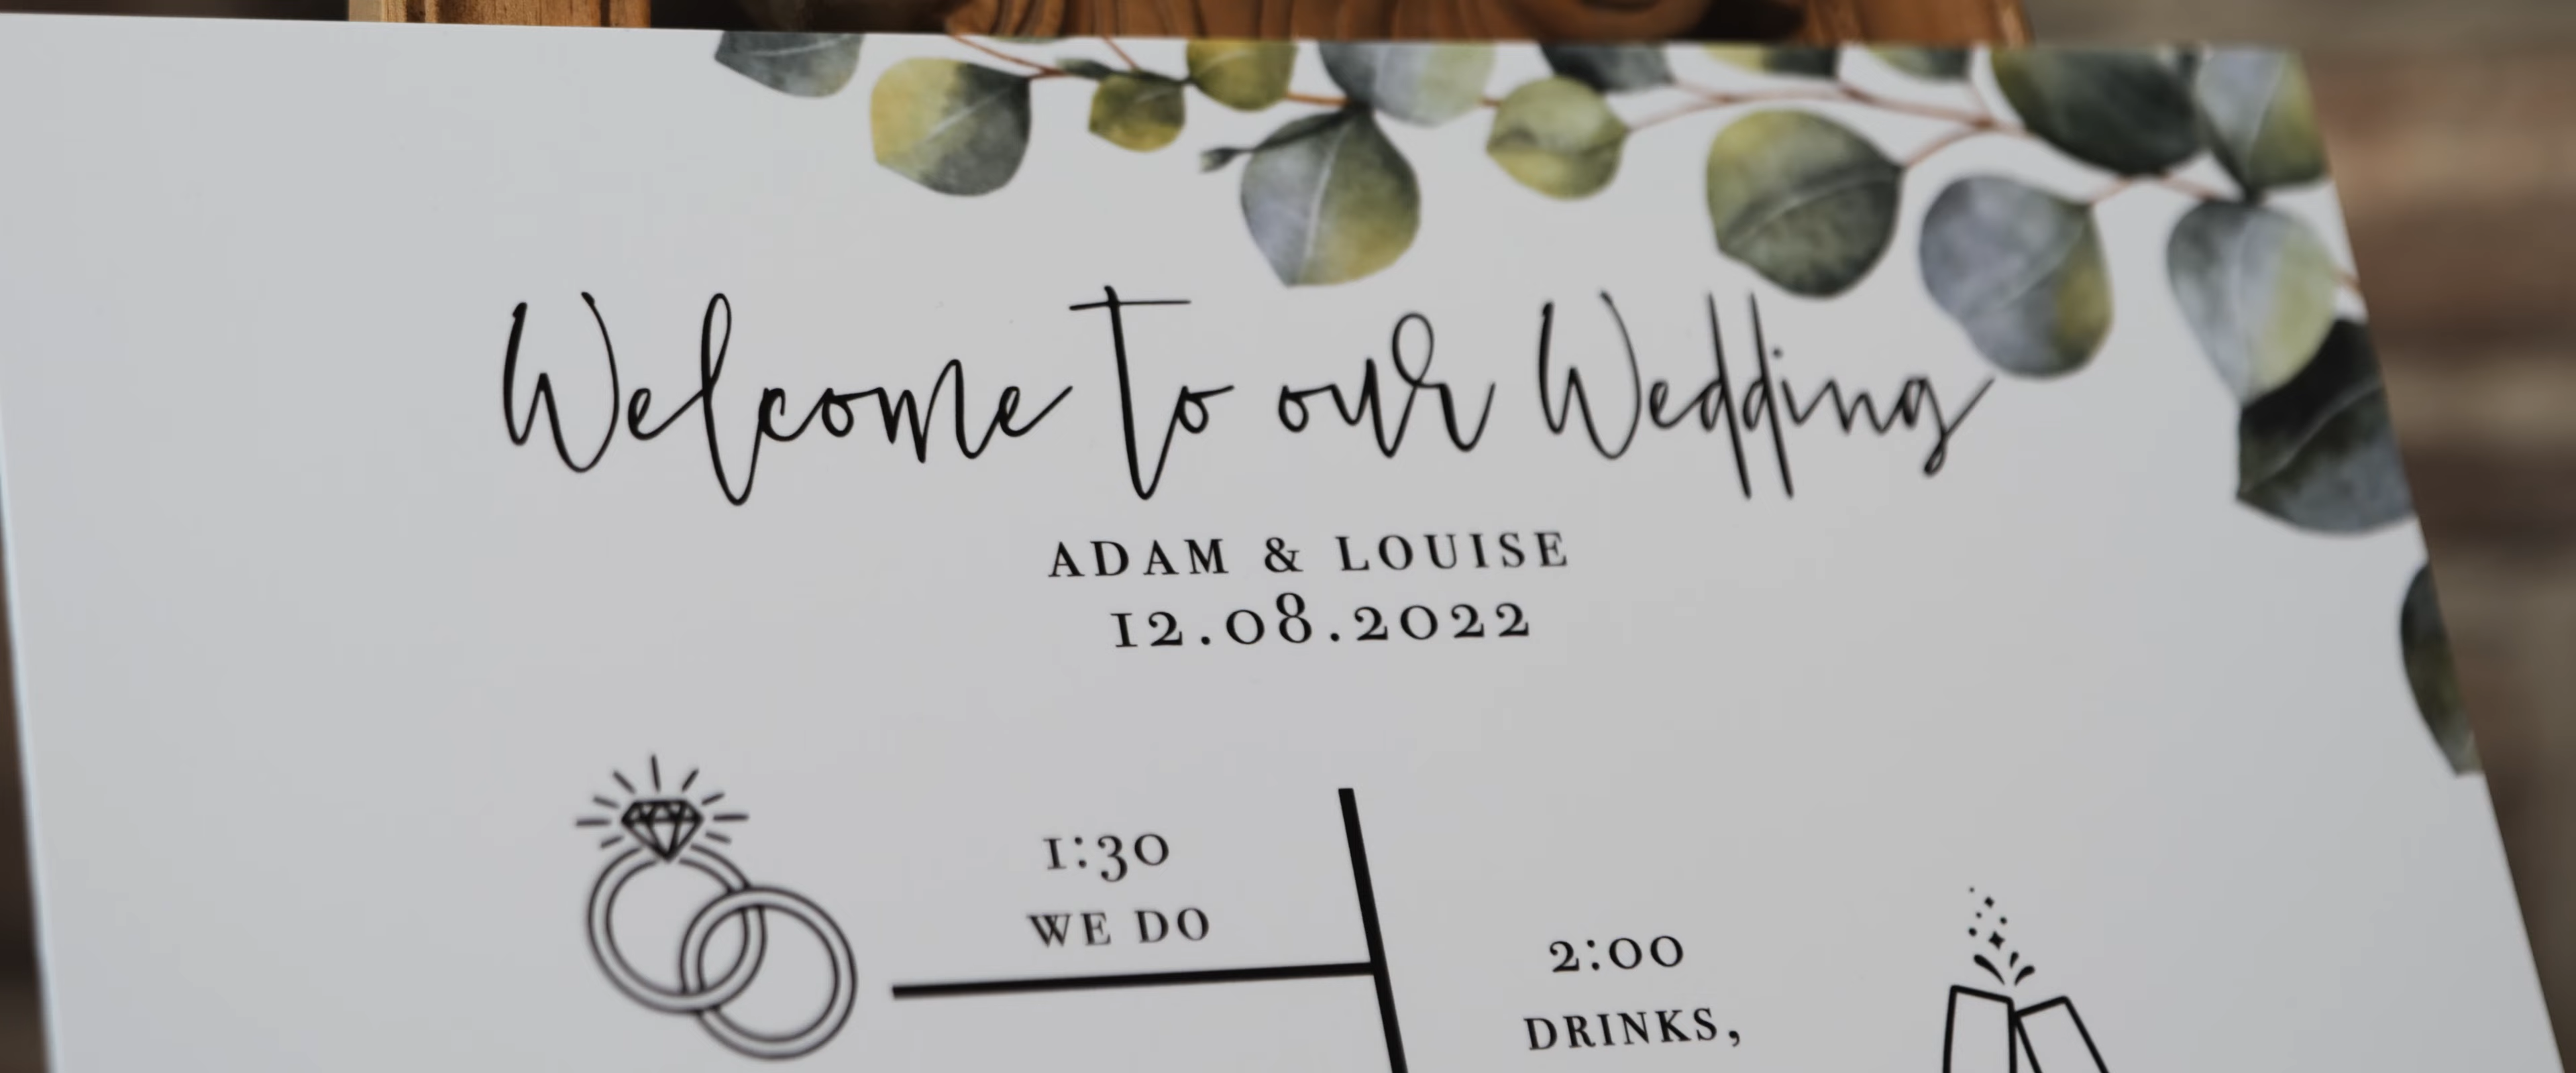 Welcome to our Wedding
ADAM & LOUISE
12.08.2022
1:30
WE DO
2:00
DRINKS,